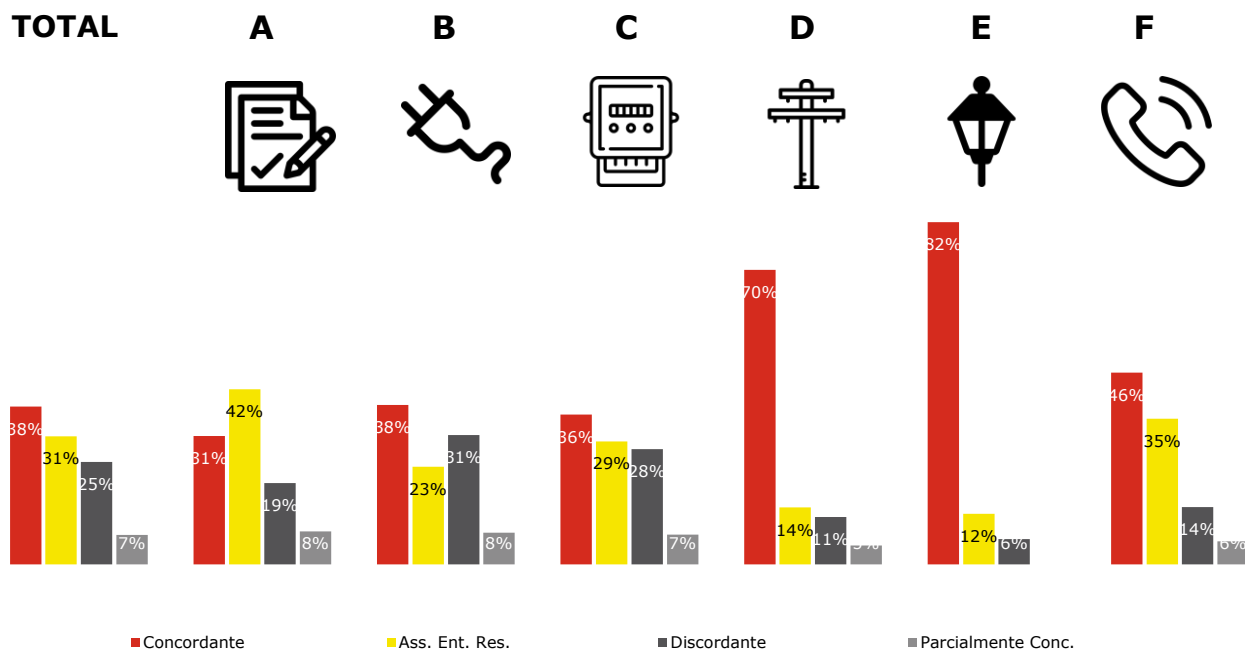 TOTAL A B C D E F
38% 31% 25% 7%
31% 42% 19% 8%
38% 23% 31% 8%
36% 29% 28% 7%
70% 14% 11% 5%
82% 12% 6%
46% 35% 14% 6%
Concordante Ass. Ent. Res. Discordante Parcialmente Conc.